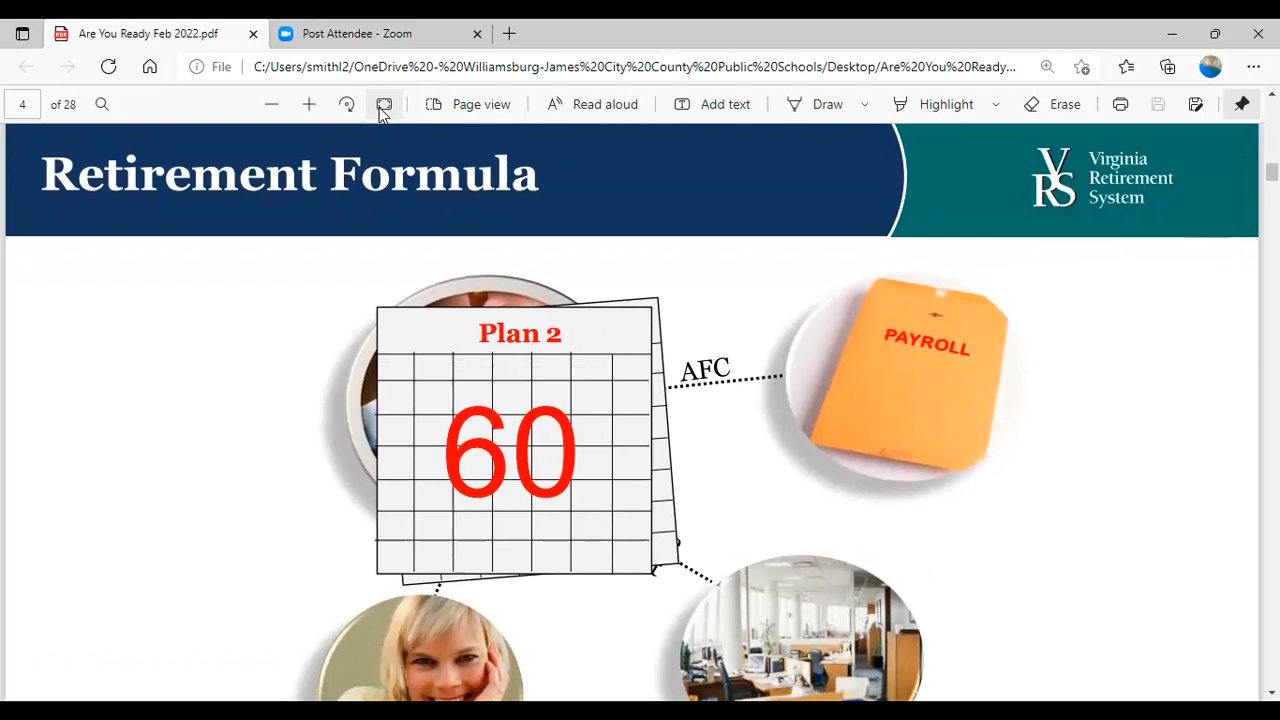 Are You Ready Feb 2022.pdf
Post Attendee - Zoom
File
C:/Users/smithl2/OneDrive%20-%20Williamsburg-James%20City%20County%20Public%20Schools/Desktop/Are%20You%20Ready...
4
of 28
Page view
Read aloud
Add text
Draw
Highlight
Erase
Retirement Formula
VRS
Virginia
Retirement
System
Plan 2
60
AFC
PAYROLL